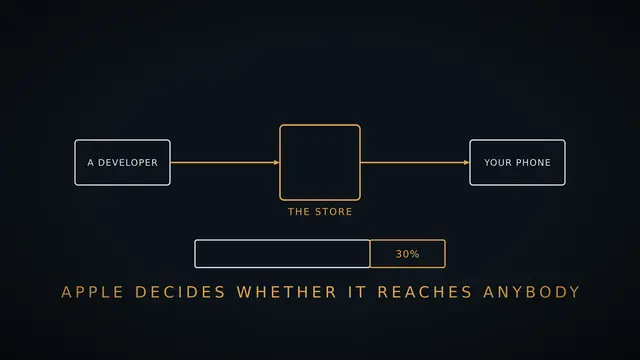 A DEVELOPER
YOUR PHONE
THE STORE
30%
APPLE DECIDES WHETHER IT REACHES ANYBODY